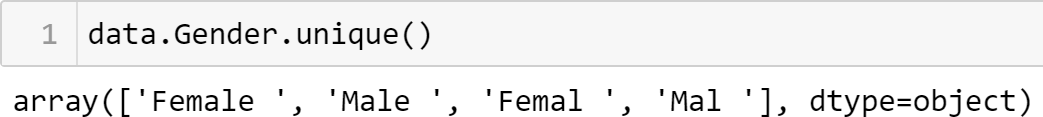 1 data.Gender.unique()
array(['Female ', 'Male ', 'Femal ', 'Mal '], dtype=object)